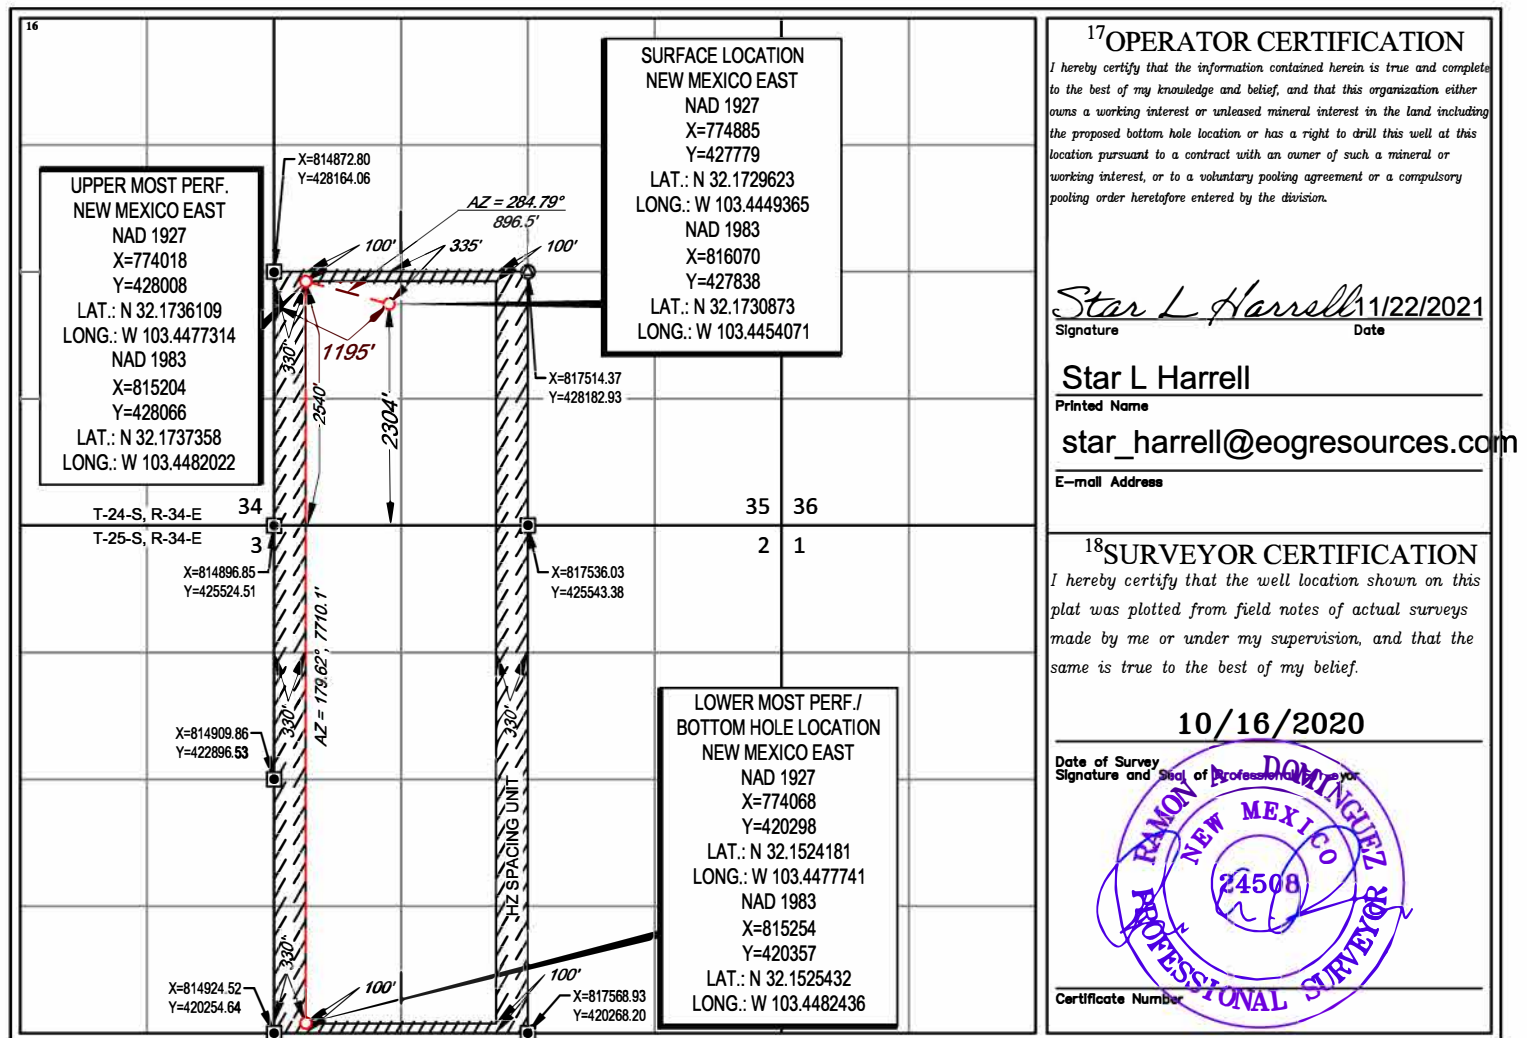 16
SURFACE LOCATION
NEW MEXICO EAST
NAD 1927
X=774885
Y=427779
LAT.: N 32.1729623
LONG.: W 103.4449365
NAD 1983
X=816070
Y=427838
LAT.: N 32.1730873
LONG.: W 103.4454071
X=814872.80
Y=428164.06
UPPER MOST PERF.
NEW MEXICO EAST
NAD 1927
X=774018
Y=428008
LAT.: N 32.1736109
LONG.: W 103.4477314
NAD 1983
X=815204
Y=428066
LAT.: N 32.1737358
LONG.: W 103.4482022
AZ = 284.79°
896.5'
100'
335'
100'
330'
1195'
2540'
2304'
X=817514.37
Y=428182.93
34
35
36
T-24-S, R-34-E
T-25-S, R-34-E
3
2
1
X=814896.85
Y=425524.51
X=817536.03
Y=425543.38
AZ = 179.62°, 7710.1'
330'
330'
X=814909.86
Y=422896.53
HZ SPACING UNIT
LOWER MOST PERF./
BOTTOM HOLE LOCATION
NEW MEXICO EAST
NAD 1927
X=774068
Y=420298
LAT.: N 32.1524181
LONG.: W 103.4477741
NAD 1983
X=815254
Y=420357
LAT.: N 32.1525432
LONG.: W 103.4482436
330'
100'
100'
X=814924.52
Y=420254.64
X=817568.93
Y=420268.20
17 OPERATOR CERTIFICATION
I hereby certify that the information contained herein is true and complete
to the best of my knowledge and belief, and that this organization either
owns a working interest or unleased mineral interest in the land including
the proposed bottom hole location or has a right to drill this well at this
location pursuant to a contract with an owner of such a mineral or
working interest, or to a voluntary pooling agreement or a compulsory
pooling order heretofore entered by the division.
Star L Harrell 11/22/2021
Signature Date
Star L Harrell
Printed Name
star_harrell@eogresources.com
E-mail Address
18 SURVEYOR CERTIFICATION
I hereby certify that the well location shown on this
plat was plotted from field notes of actual surveys
made by me or under my supervision, and that the
same is true to the best of my belief.
10/16/2020
Date of Survey
Signature and Seal of Professional Surveyor
RAMON A. DOMINGUEZ
NEW MEXICO
24508
PROFESSIONAL SURVEYOR
Certificate Number